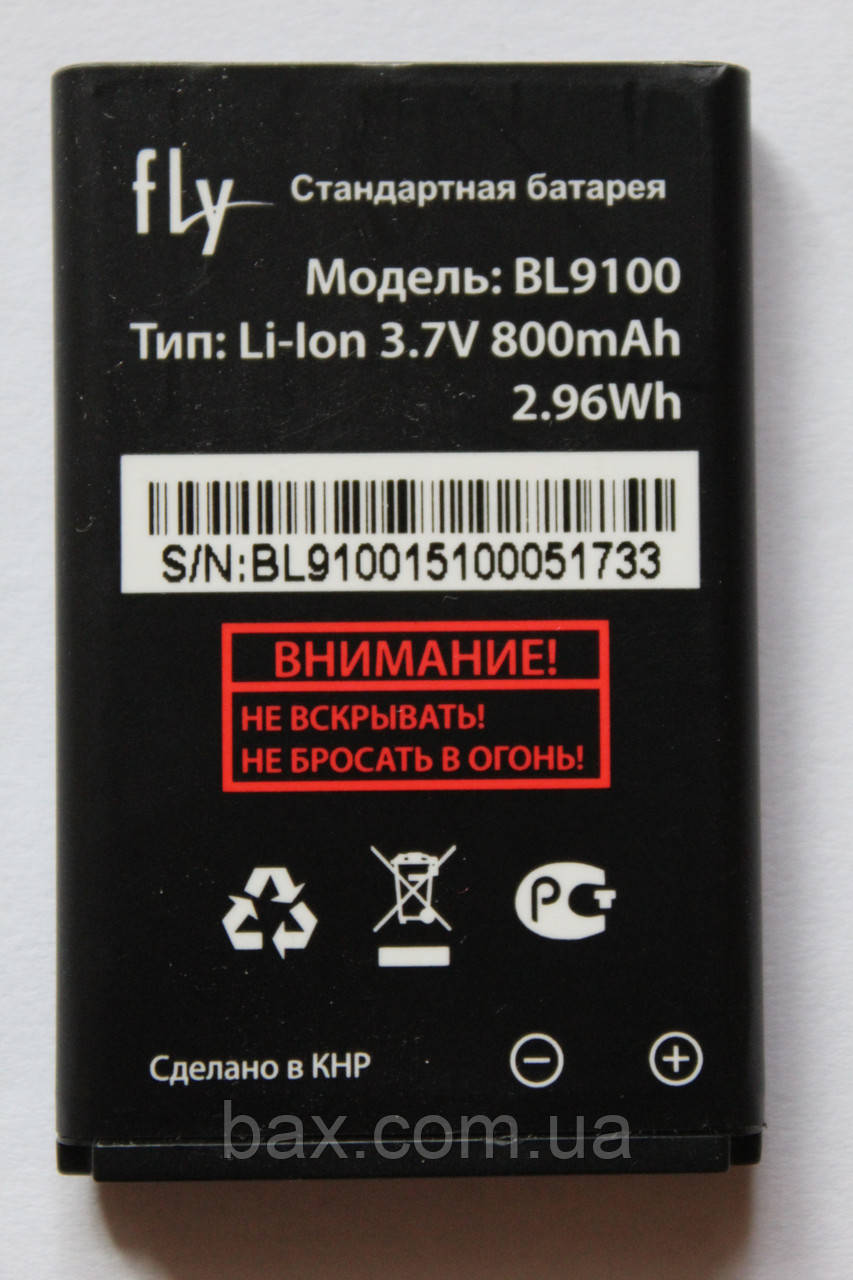 fly Стандартная батарея
Модель: BL9100
Тип: Li-Ion 3.7V 800mAh
2.96Wh
S/N:BL910015100051733
ВНИМАНИЕ!
НЕ ВСКРЫВАТЬ!
НЕ БРОСАТЬ В ОГОНЬ!
РСТ
Сделано в КНР − +
bax.com.ua